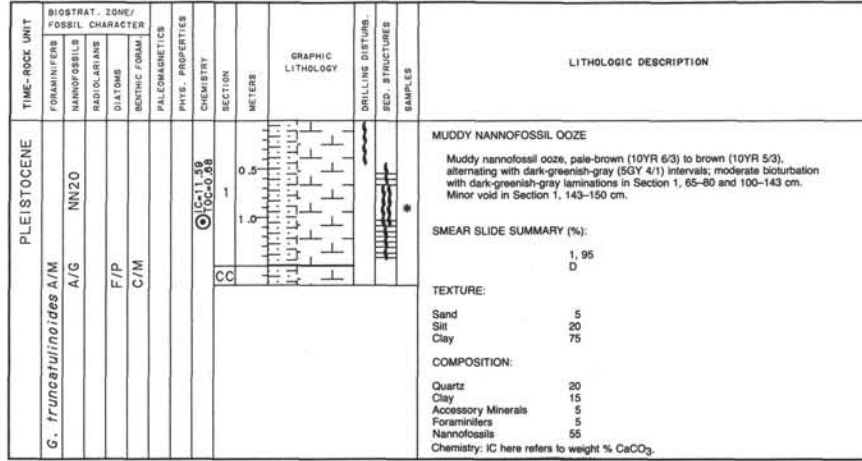 TIME-ROCK UNIT
BIOSTRAT. ZONE/
FOSSIL CHARACTER
FORAMINIFERS
NANNOFOSSILS
RADIOLARIANS
DIATOMS
BENTHIC FORAM.
PALEOMAGNETICS
PHYS. PROPERTIES
CHEMISTRY
SECTION
METERS
GRAPHIC
LITHOLOGY
DRILLING DISTURB.
SED. STRUCTURES
SAMPLES
LITHOLOGIC DESCRIPTION
PLEISTOCENE
G. truncatulinoides A/M
A/G NN20
F/P
C/M
IC=11.59
TOC=0.68
1
CC
0.5
1.0
*
MUDDY NANNOFOSSIL OOZE
Muddy nannofossil ooze, pale-brown (10YR 6/3) to brown (10YR 5/3),
alternating with dark-greenish-gray (5GY 4/1) intervals; moderate bioturbation
with dark-greenish-gray laminations in Section 1, 65–80 and 100–143 cm.
Minor void in Section 1, 143–150 cm.
SMEAR SLIDE SUMMARY (%):
1, 95
D
TEXTURE:
Sand 5
Silt 20
Clay 75
COMPOSITION:
Quartz 20
Clay 15
Accessory Minerals 5
Foraminifers 5
Nannofossils 55
Chemistry: IC here refers to weight % CaCO3.